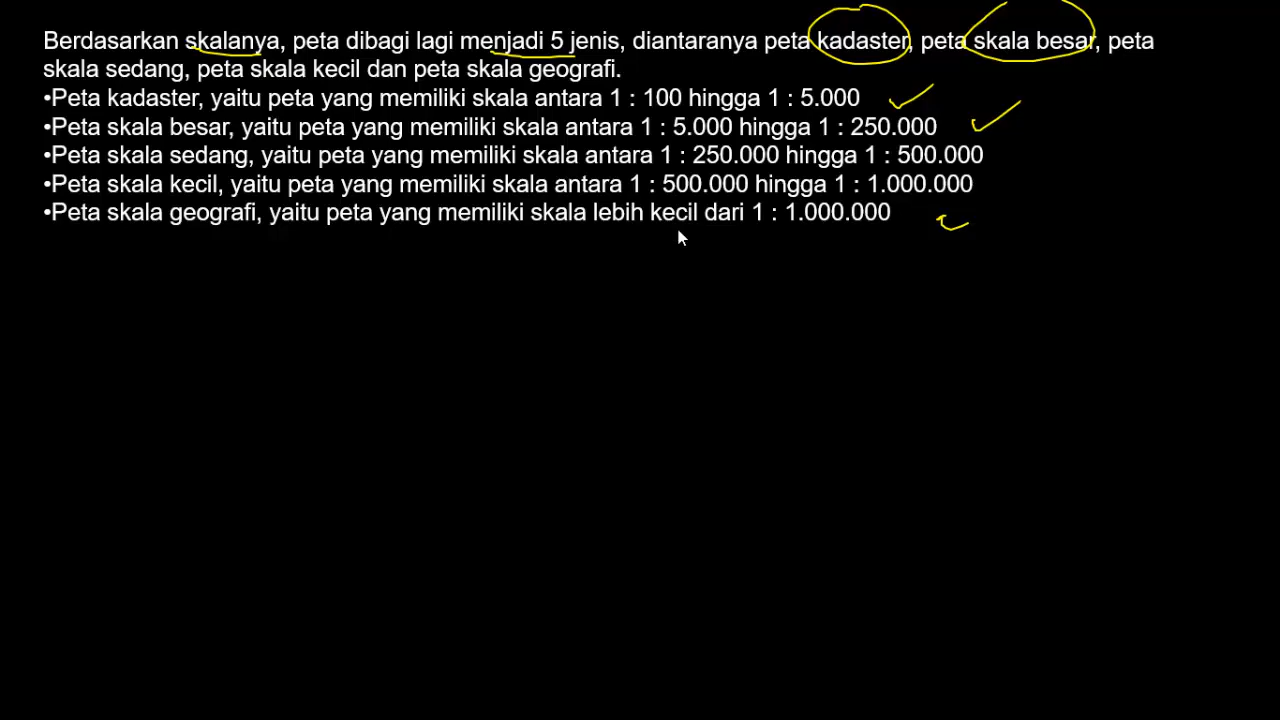 Berdasarkan skalanya, peta dibagi lagi menjadi 5 jenis, diantaranya peta kadaster, peta skala besar, peta
skala sedang, peta skala kecil dan peta skala geografi.
•Peta kadaster, yaitu peta yang memiliki skala antara 1 : 100 hingga 1 : 5.000
•Peta skala besar, yaitu peta yang memiliki skala antara 1 : 5.000 hingga 1 : 250.000
•Peta skala sedang, yaitu peta yang memiliki skala antara 1 : 250.000 hingga 1 : 500.000
•Peta skala kecil, yaitu peta yang memiliki skala antara 1 : 500.000 hingga 1 : 1.000.000
•Peta skala geografi, yaitu peta yang memiliki skala lebih kecil dari 1 : 1.000.000